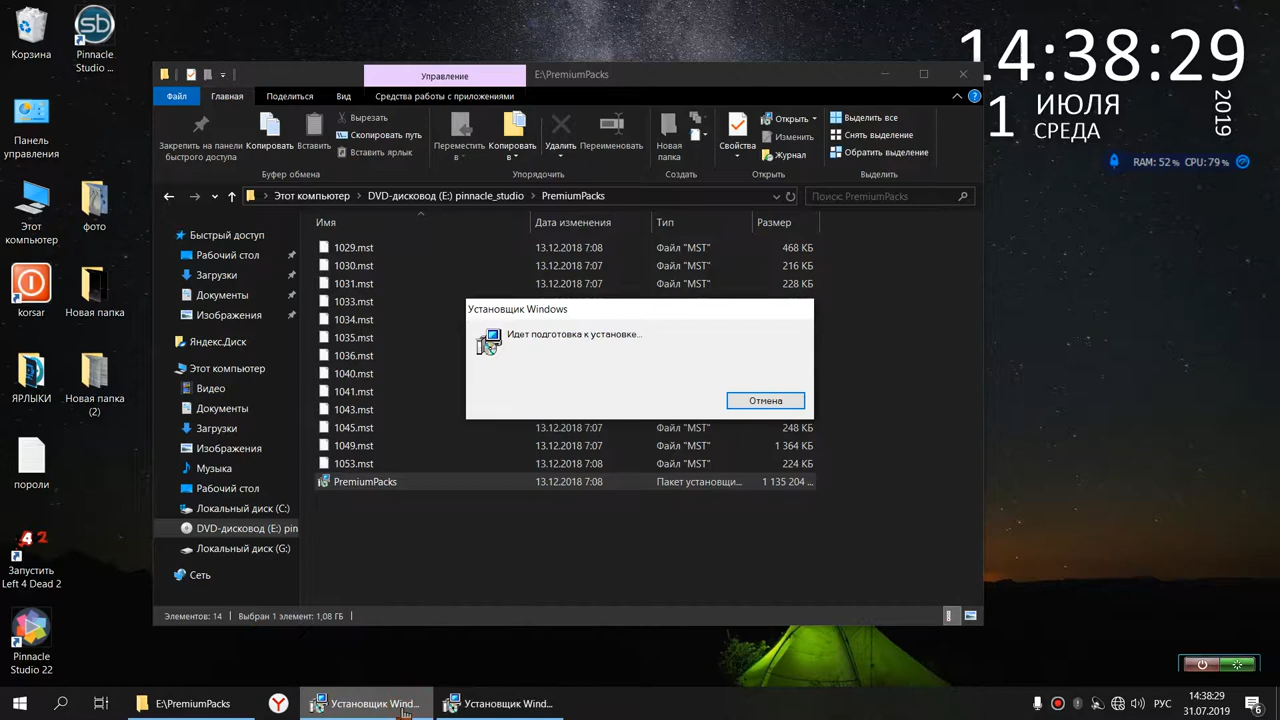 Корзина
Pinnacle
Studio ...
Панель
управления
Этот
компьютер
фото
korsar
Новая папка
ЯРЛЫКИ
Новая папка
(2)
пороли
Запустить
Left 4 Dead 2
Pinnacle
Studio 22
14:38:29
1
ИЮЛЯ
СРЕДА
2019
RAM: 52 % CPU: 79 %
Управление
E:\PremiumPacks
Файл
Главная
Поделиться
Вид
Средства работы с приложениями
Закрепить на панели
быстрого доступа
Копировать
Вставить
Вырезать
Скопировать путь
Вставить ярлык
Буфер обмена
Переместить
в
Копировать
в
Удалить
Переименовать
Упорядочить
Новая
папка
Создать
Свойства
Открыть
Изменить
Журнал
Открыть
Выделить все
Снять выделение
Обратить выделение
Выделить
Этот компьютер
DVD-дисковод (E:) pinnacle_studio
PremiumPacks
Поиск: PremiumPacks
Быстрый доступ
Рабочий стол
Загрузки
Документы
Изображения
Яндекс.Диск
Этот компьютер
Видео
Документы
Загрузки
Изображения
Музыка
Рабочий стол
Локальный диск (C:)
DVD-дисковод (E:) pin
Локальный диск (G:)
Сеть
Имя Дата изменения Тип Размер
1029.mst 13.12.2018 7:08 Файл "MST" 468 КБ
1030.mst 13.12.2018 7:07 Файл "MST" 216 КБ
1031.mst 13.12.2018 7:07 Файл "MST" 228 КБ
1033.mst
1034.mst
1035.mst
1036.mst
1040.mst
1041.mst
1043.mst
1045.mst 13.12.2018 7:07 Файл "MST" 248 КБ
1049.mst 13.12.2018 7:07 Файл "MST" 1 364 КБ
1053.mst 13.12.2018 7:08 Файл "MST" 224 КБ
PremiumPacks 13.12.2018 7:08 Пакет установщи... 1 135 204 ...
Установщик Windows
Идет подготовка к установке...
Отмена
Элементов: 14
Выбран 1 элемент: 1,08 ГБ
E:\PremiumPacks
Установщик Wind...
Установщик Wind...
РУС
14:38:29
31.07.2019
6